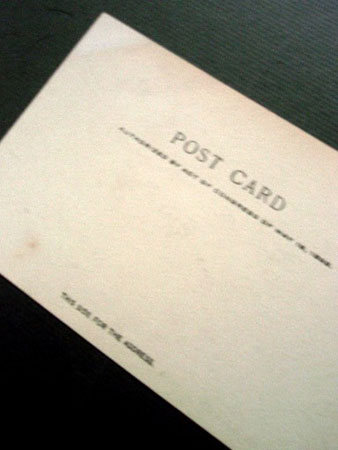 POST CARD
AUTHORIZED BY ACT OF CONGRESS OF MAY 19, 1898.
THIS SIDE FOR THE ADDRESS.